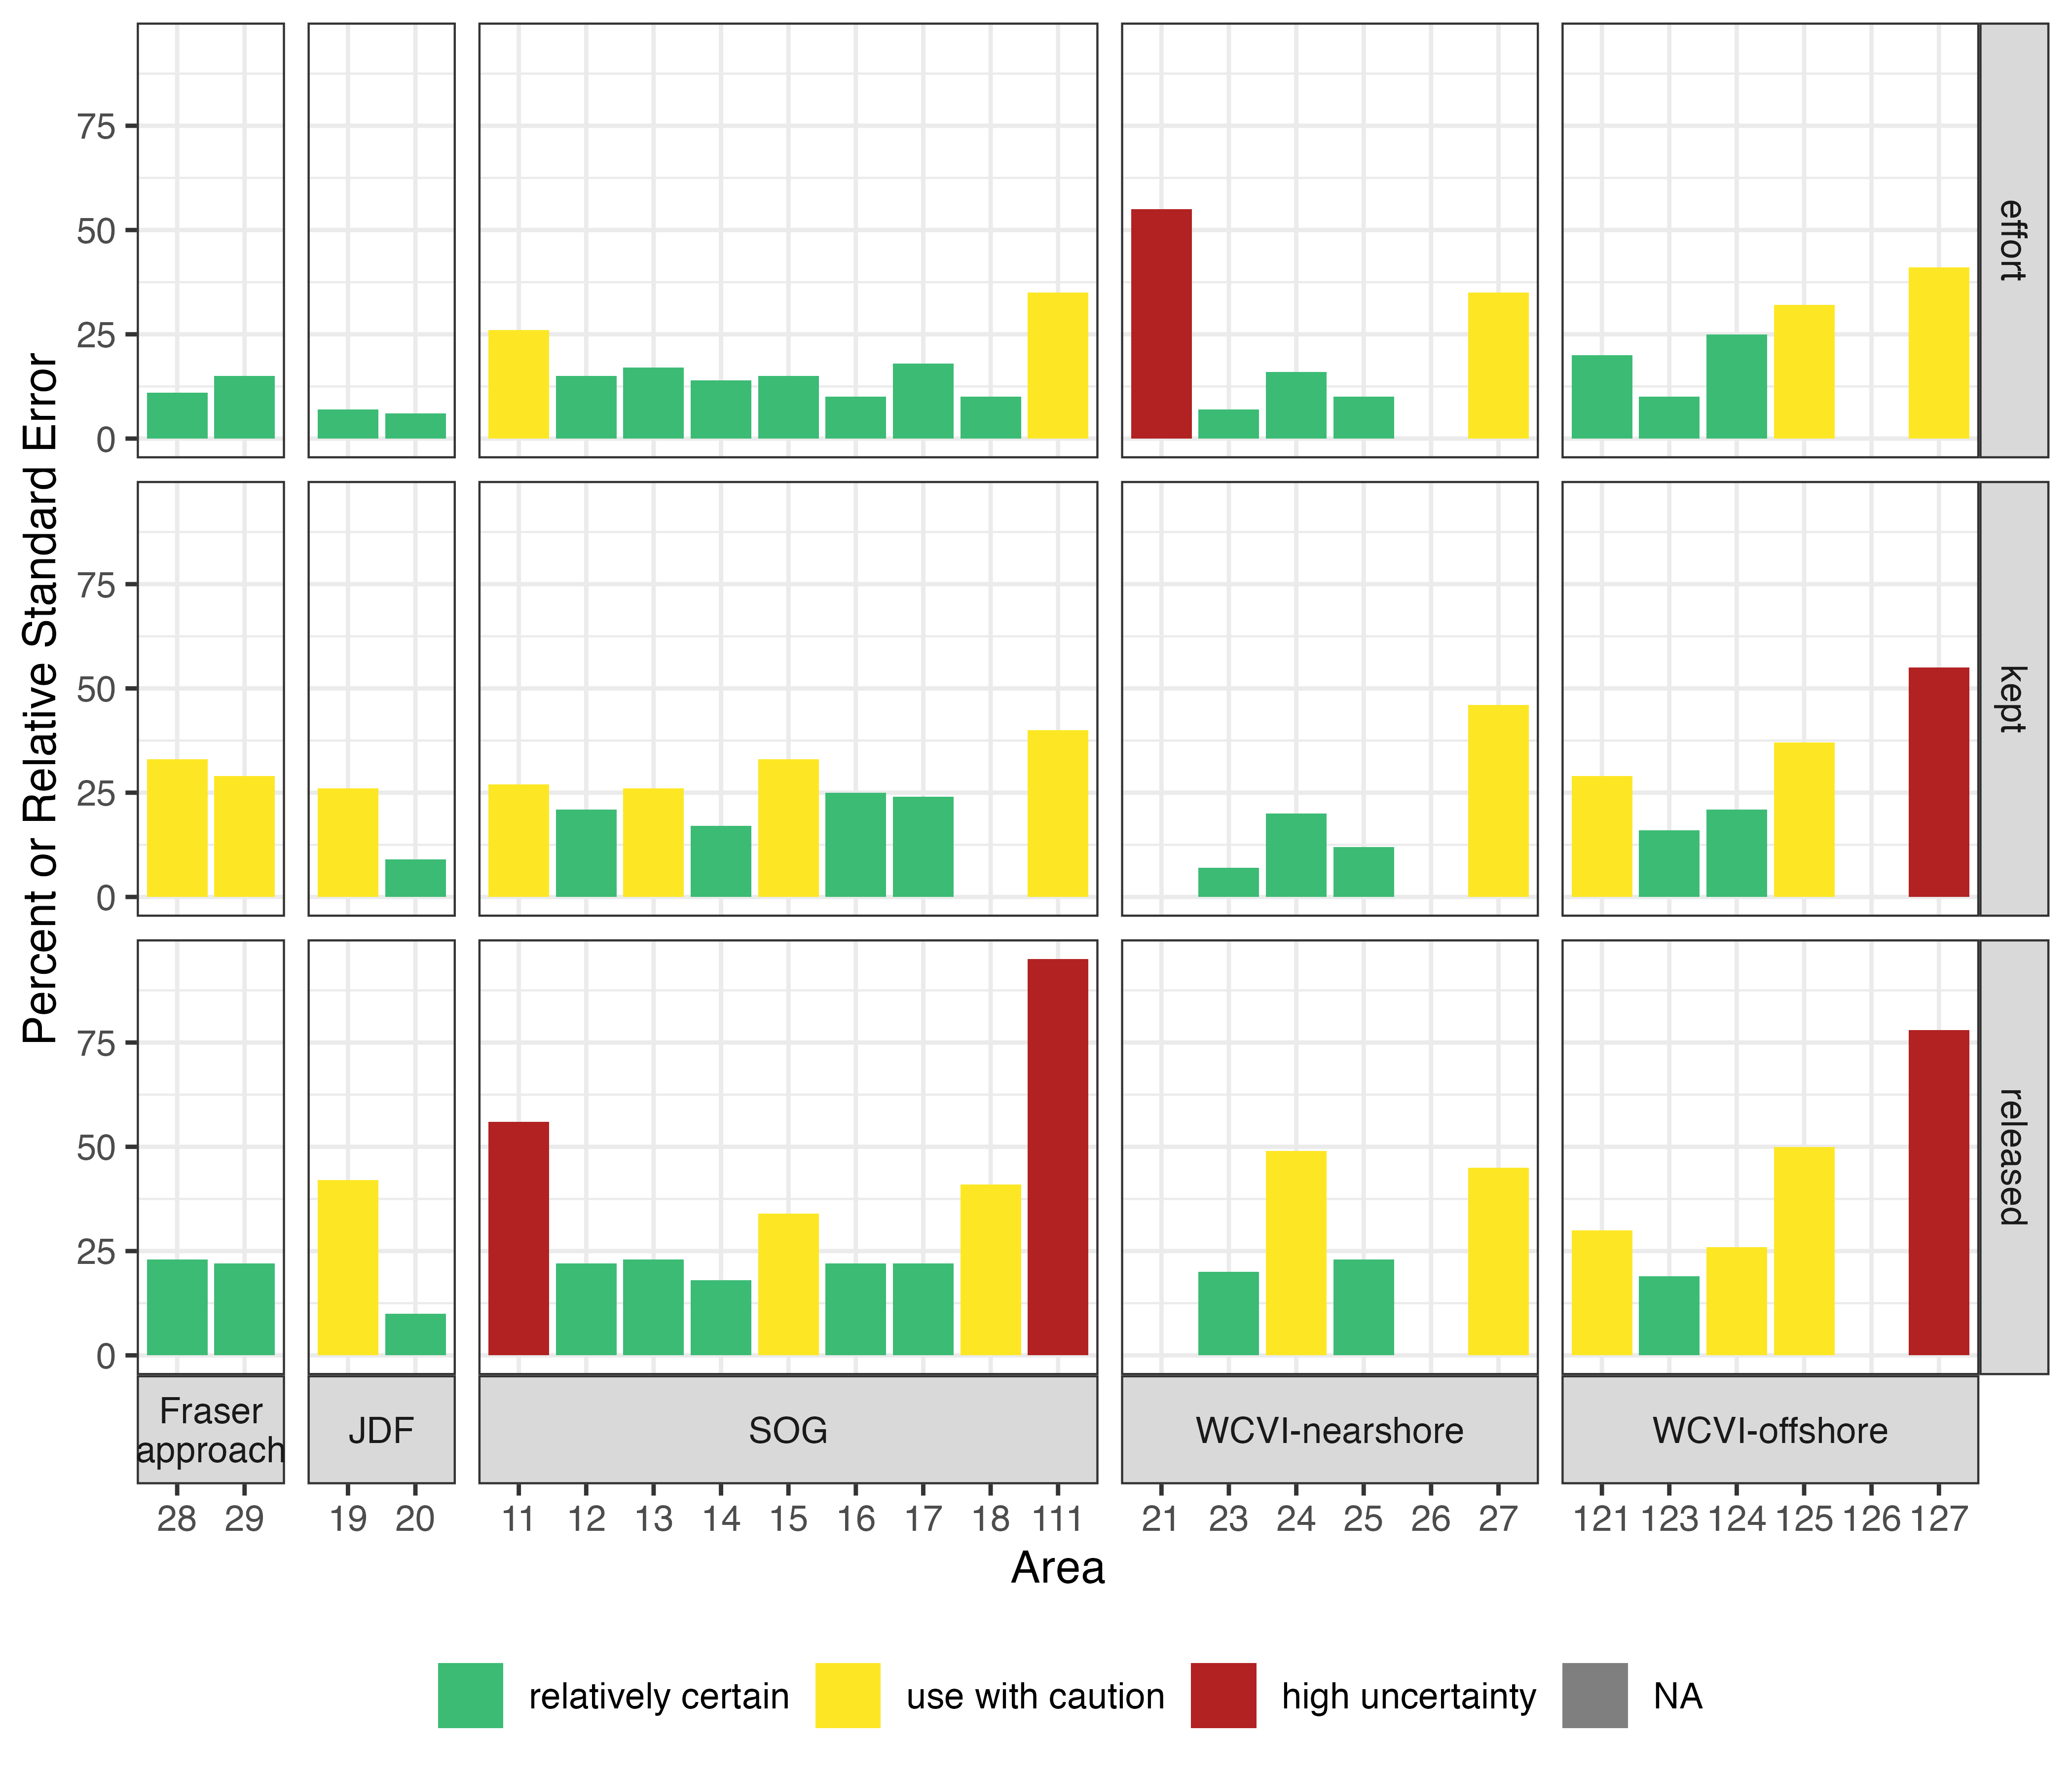 Percent or Relative Standard Error
75
50
25
0
effort
75
50
25
0
kept
75
50
25
0
released
Fraser
approach
JDF
SOG
WCVI-nearshore
WCVI-offshore
28 29 19 20 11 12 13 14 15 16 17 18 111 21 23 24 25 26 27 121 123 124 125 126 127
Area
relatively certain use with caution high uncertainty NA